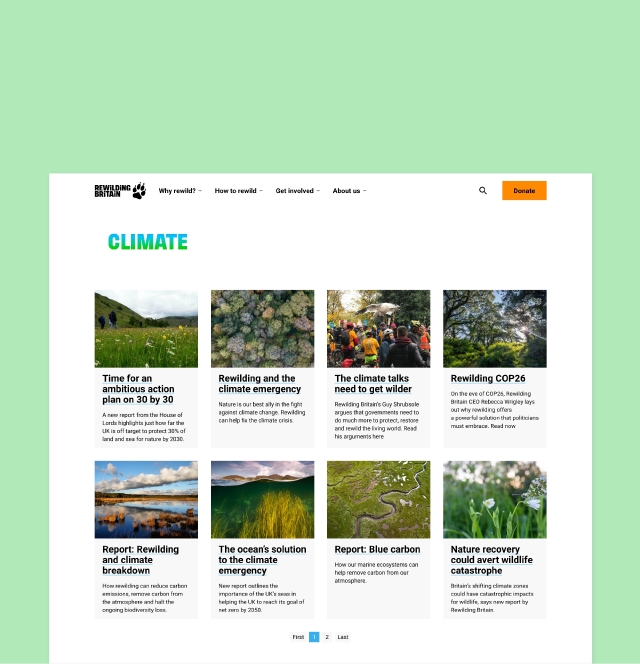 REWILDING
BRITAIN
Why rewild?
How to rewild
Get involved
About us
Donate
CLIMATE
Time for an
ambitious action
plan on 30 by 30
A new report from the House of
Lords highlights just how far the
UK is off target to protect 30% of
land and sea for nature by 2030.
Rewilding and the
climate emergency
Nature is our best ally in the fight
against climate change. Rewilding
can help fix the climate crisis.
The climate talks
need to get wilder
Rewilding Britain's Guy Shrubsole
argues that governments need to
do much more to protect, restore
and rewild the living world. Read
his arguments here
Rewilding COP26
On the eve of COP26, Rewilding
Britain CEO Rebecca Wrigley lays
out why rewilding offers
a powerful solution that politicians
must embrace. Read now
Report: Rewilding
and climate
breakdown
How rewilding can reduce carbon
emissions, remove carbon from
the atmosphere and halt the
ongoing biodiversity loss.
The ocean's solution
to the climate
emergency
New report outlines the
importance of the UK's seas in
helping the UK to reach its goal of
net zero by 2050.
Report: Blue carbon
How our marine ecosystems can
help remove carbon from our
atmosphere.
Nature recovery
could avert wildlife
catastrophe
Britain's shifting climate zones
could have catastrophic impacts
for wildlife, says new report by
Rewilding Britain.
First 1 2 Last